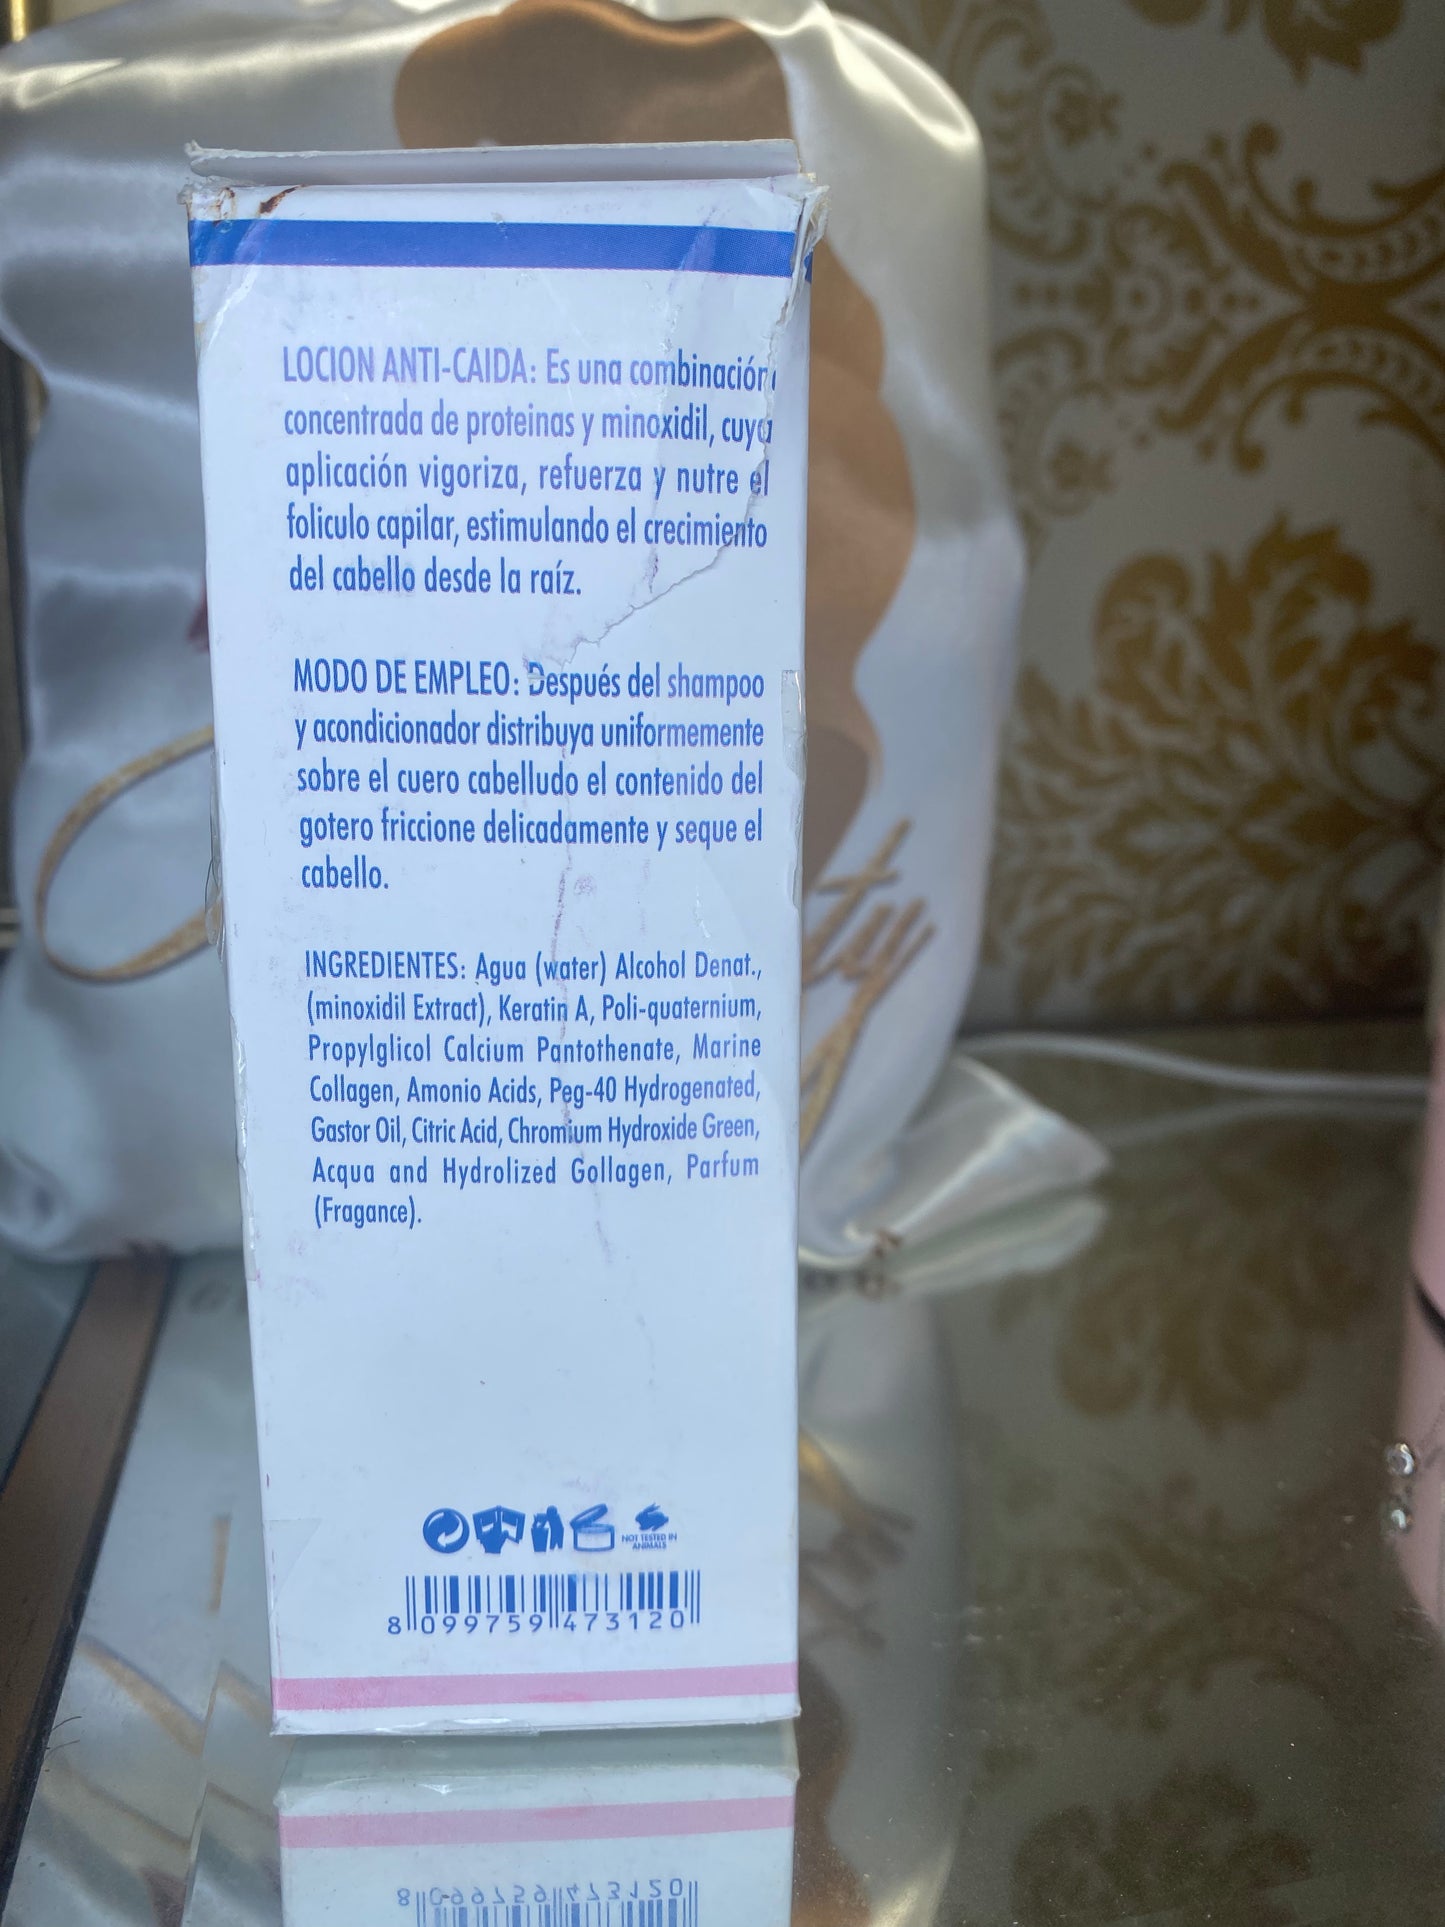 LOCION ANTI-CAIDA: Es una combinación
concentrada de proteinas y minoxidil, cuya
aplicación vigoriza, refuerza y nutre el
foliculo capilar, estimulando el crecimiento
del cabello desde la raíz.
MODO DE EMPLEO: Después del shampoo
y acondicionador distribuya uniformemente
sobre el cuero cabelludo el contenido del
gotero friccione delicadamente y seque el
cabello.
INGREDIENTES: Agua (water) Alcohol Denat.,
(minoxidil Extract), Keratin A, Poli-quaternium,
Propylglicol Calcium Pantothenate, Marine
Collagen, Amonio Acids, Peg-40 Hydrogenated,
Gastor Oil, Citric Acid, Chromium Hydroxide Green,
Acqua and Hydrolized Gollagen, Parfum
(Fragance).
NOT TESTED IN
ANIMALS
8 099759 473120
ty